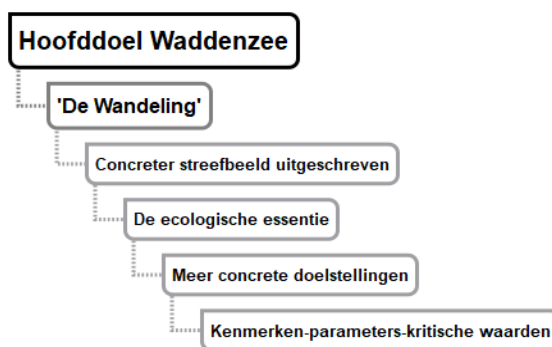 Hoofddoel Waddenzee
'De Wandeling'
Concreter streefbeeld uitgeschreven
De ecologische essentie
Meer concrete doelstellingen
Kenmerken-parameters-kritische waarden